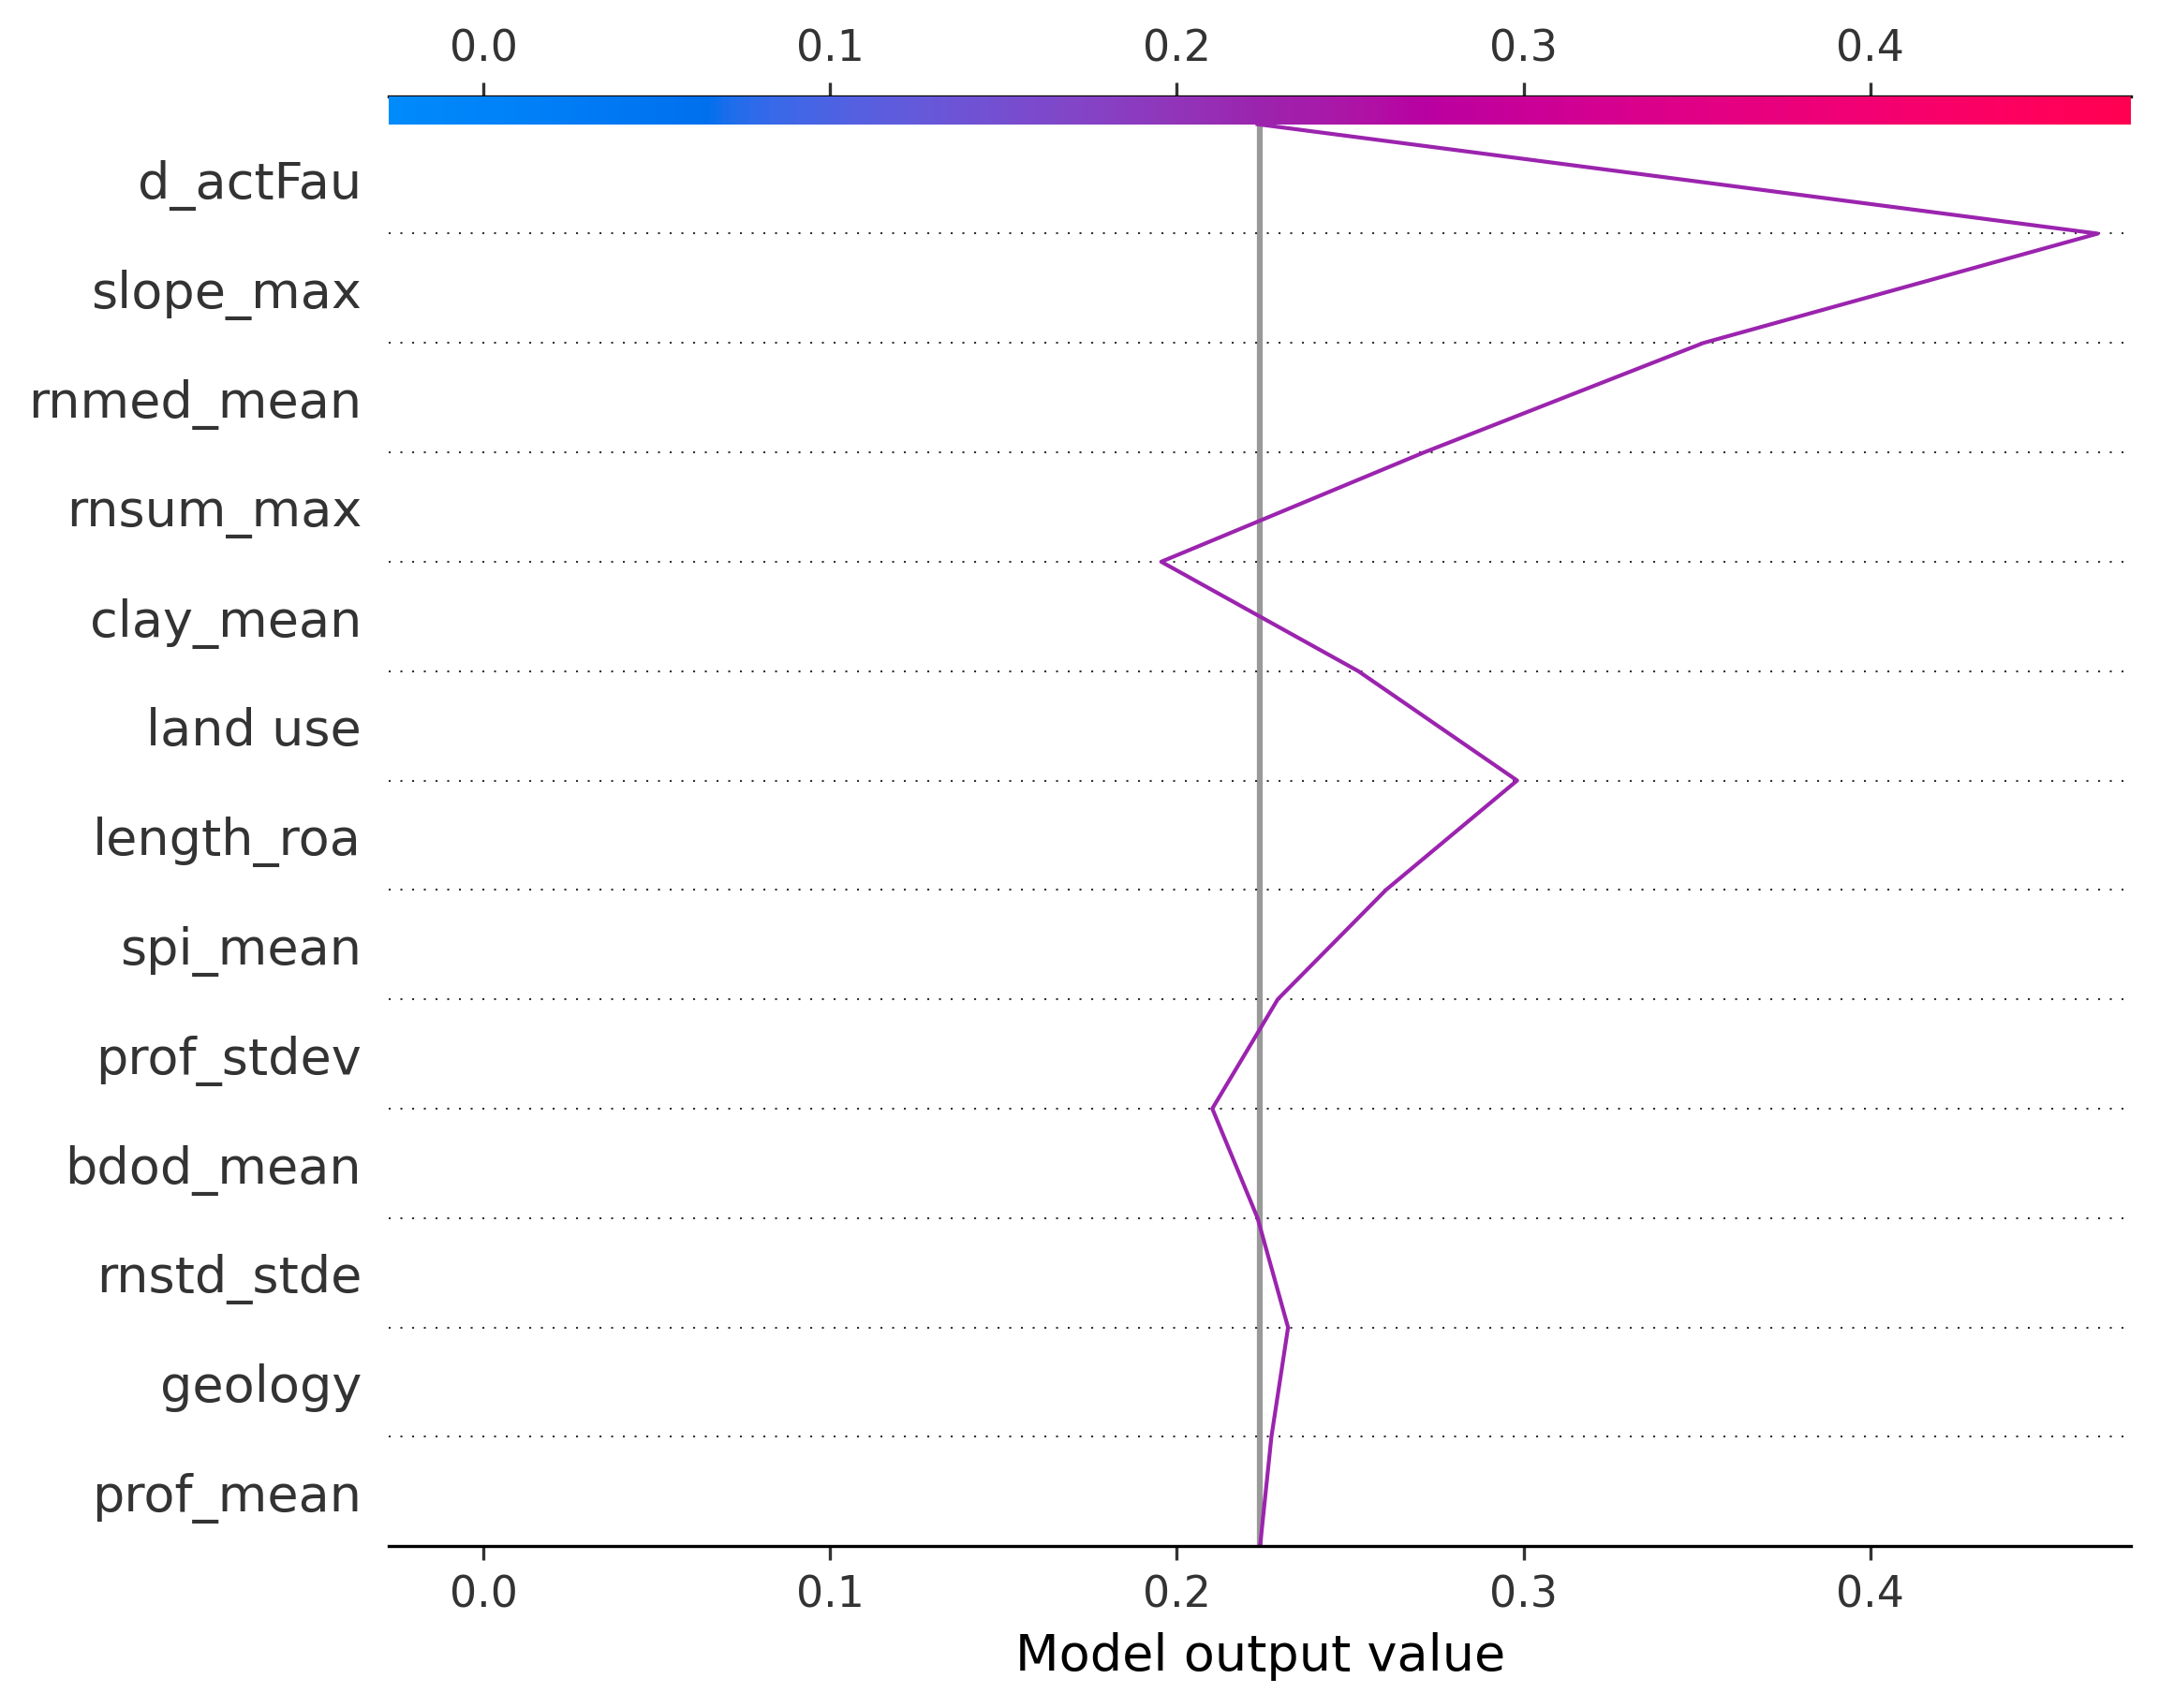 0.0 0.1 0.2 0.3 0.4
d_actFau
slope_max
rnmed_mean
rnsum_max
clay_mean
land use
length_roa
spi_mean
prof_stdev
bdod_mean
rnstd_stde
geology
prof_mean
0.0 0.1 0.2 0.3 0.4
Model output value